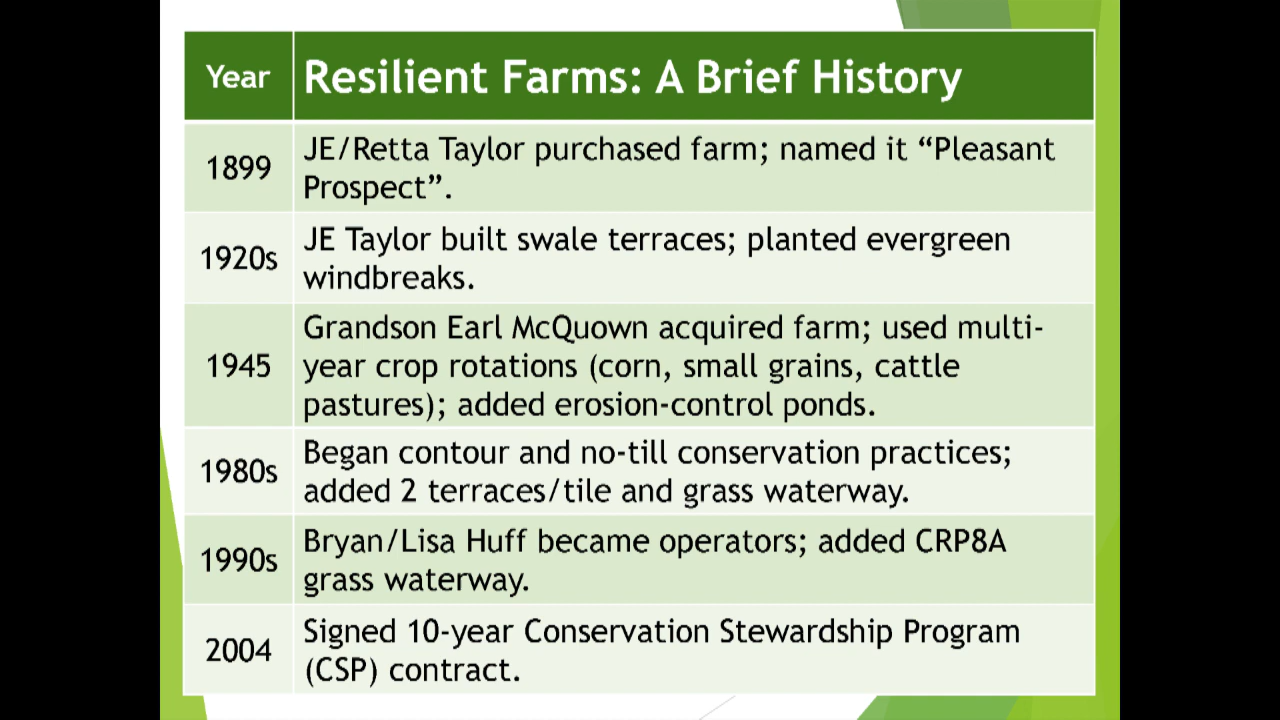 Year
Resilient Farms: A Brief History
1899
JE/Retta Taylor purchased farm; named it “Pleasant
Prospect”.
1920s
JE Taylor built swale terraces; planted evergreen
windbreaks.
1945
Grandson Earl McQuown acquired farm; used multi-
year crop rotations (corn, small grains, cattle
pastures); added erosion-control ponds.
1980s
Began contour and no-till conservation practices;
added 2 terraces/tile and grass waterway.
1990s
Bryan/Lisa Huff became operators; added CRP8A
grass waterway.
2004
Signed 10-year Conservation Stewardship Program
(CSP) contract.